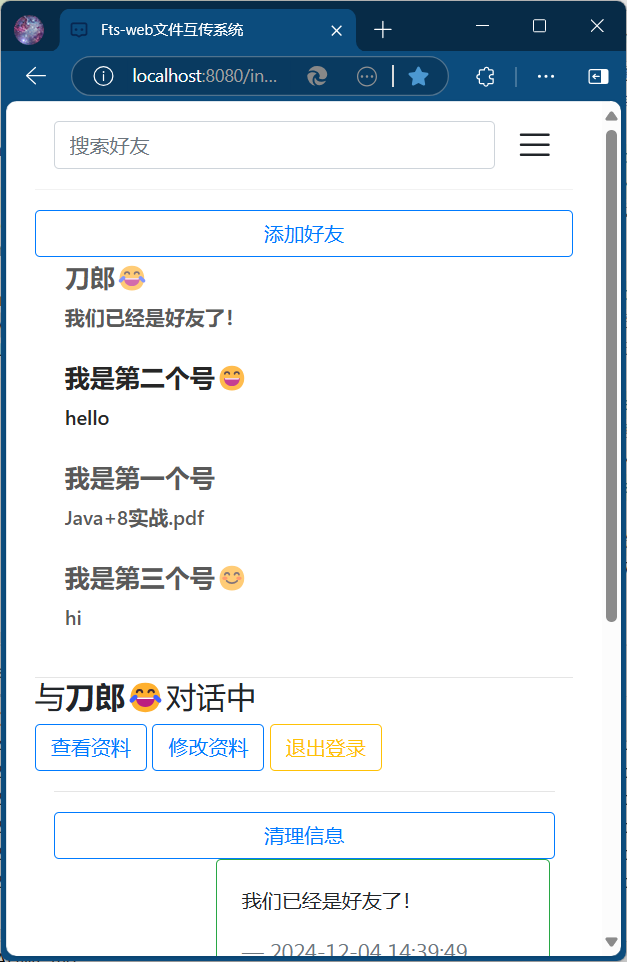 Fts-web文件互传系统
localhost:8080/in...
搜索好友
添加好友
刀郎😂
我们已经是好友了!
我是第二个号😄
hello
我是第一个号
Java+8实战.pdf
我是第三个号😊
hi
与刀郎😂对话中
查看资料 修改资料 退出登录
清理信息
我们已经是好友了!
— 2024-12-04 14:39:49